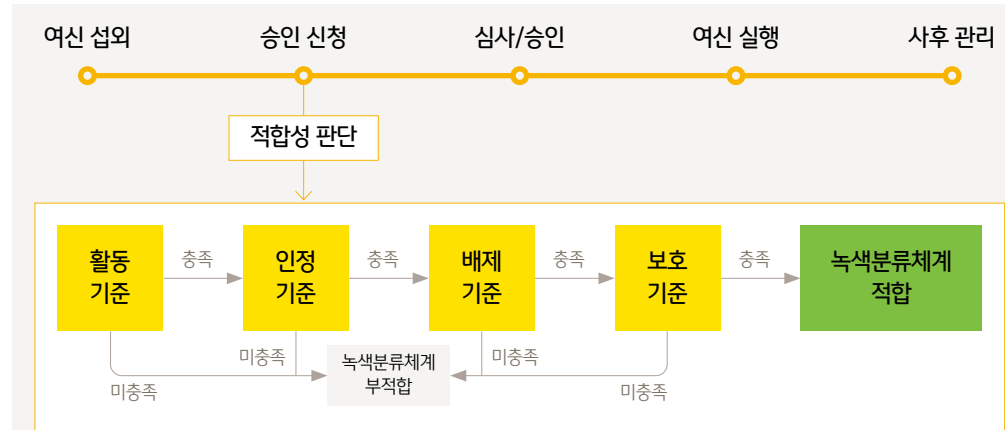 여신 섭외
승인 신청
심사/승인
여신 실행
사후 관리
적합성 판단
활동
기준
충족
인정
기준
충족
배제
기준
충족
보호
기준
충족
녹색분류체계
적합
미충족
미충족
녹색분류체계
부적합
미충족
미충족